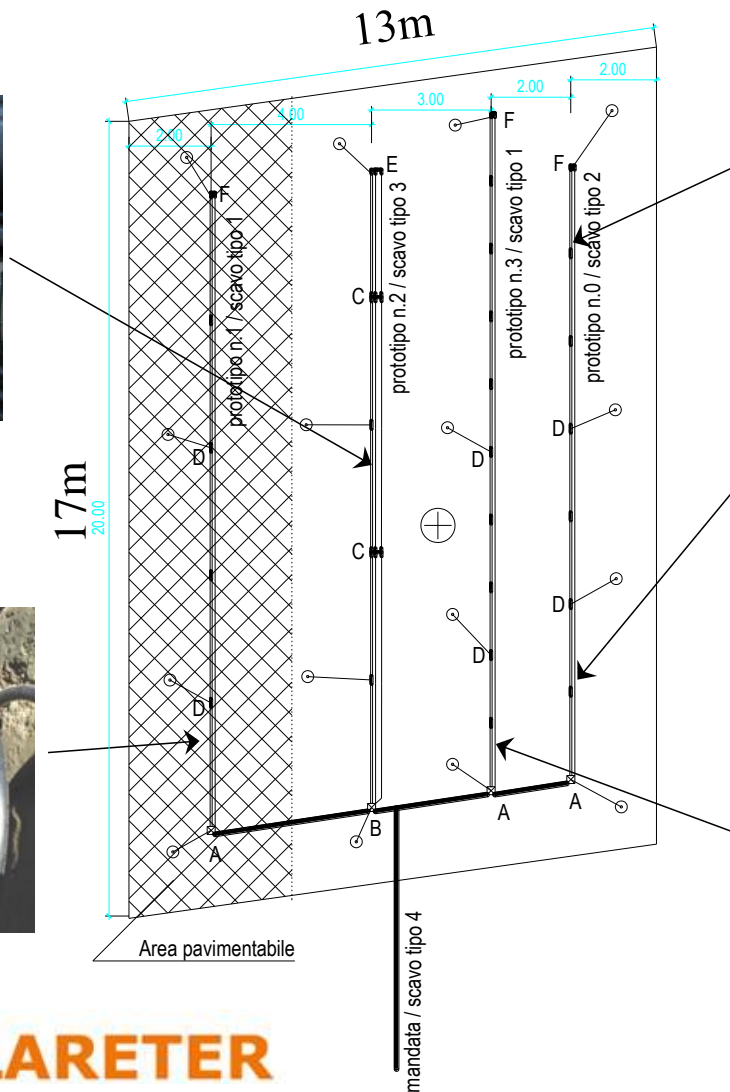 13m
2.00
2.00
3.00
4.00
2.00
F
E
F
F
prototipo n.1 / scavo tipo 1
prototipo n.2 / scavo tipo 3
prototipo n.3 / scavo tipo 1
prototipo n.0 / scavo tipo 2
C
D
D
D
17m
20.00
C
D
D
D
A
B
A
A
Area pavimentabile
mandata / scavo tipo 4
ARETER